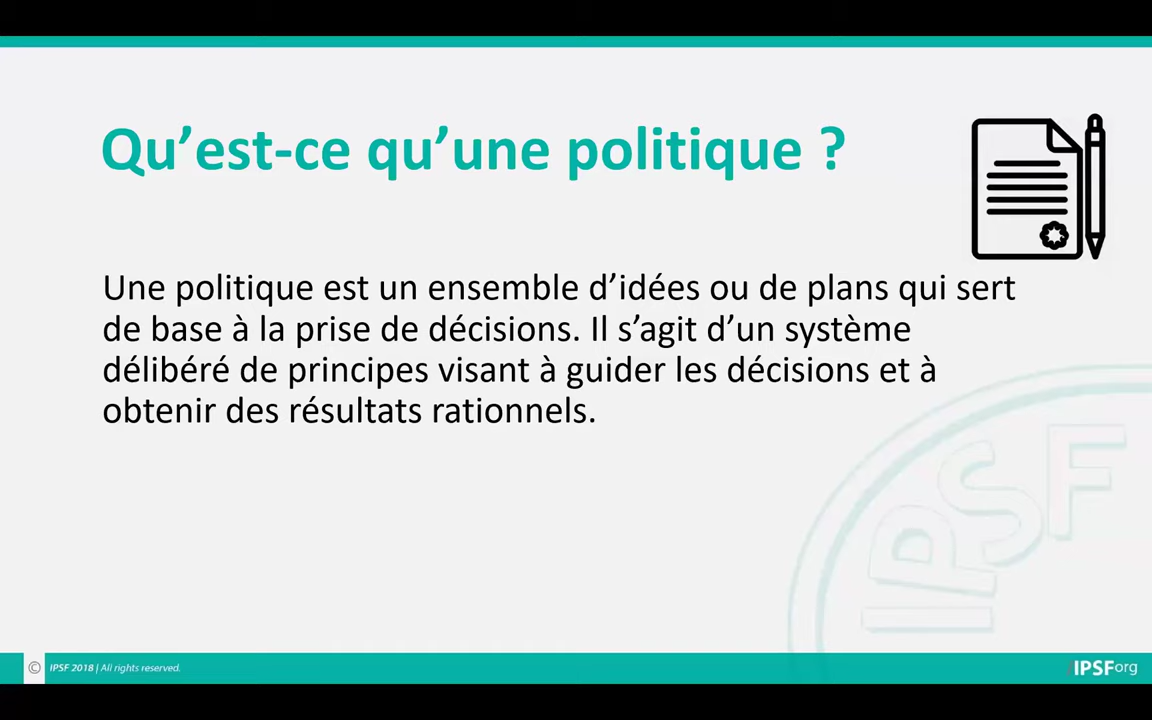 Qu’est-ce qu’une politique ?
Une politique est un ensemble d’idées ou de plans qui sert
de base à la prise de décisions. Il s’agit d’un système
délibéré de principes visant à guider les décisions et à
obtenir des résultats rationnels.
IPSF
© IPSF 2018 | All rights reserved.
IPSForg